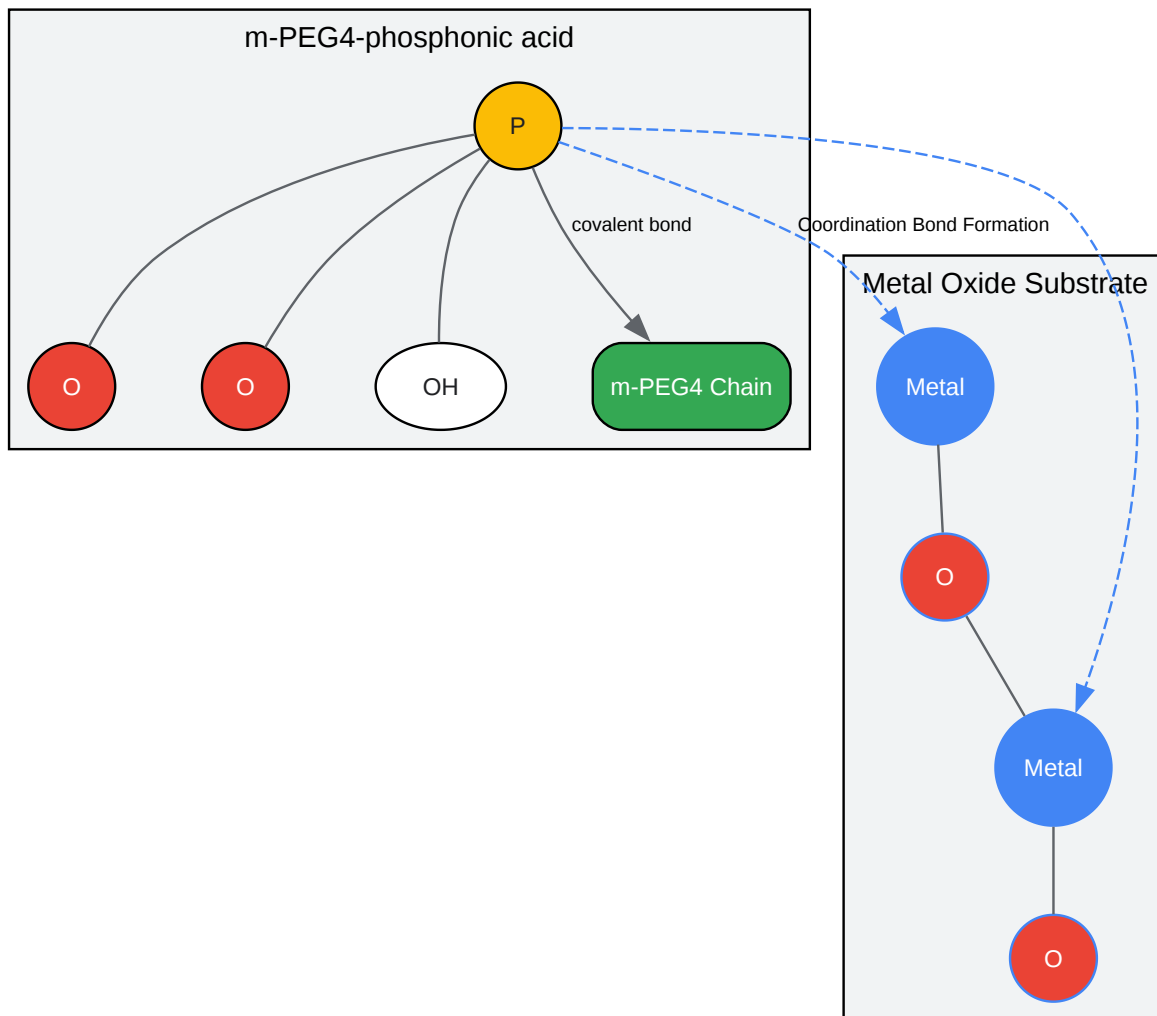 m-PEG4-phosphonic acid
P
covalent bond
Coordination Bond Formation
Metal Oxide Substrate
O
O
OH
m-PEG4 Chain
Metal
O
Metal
O